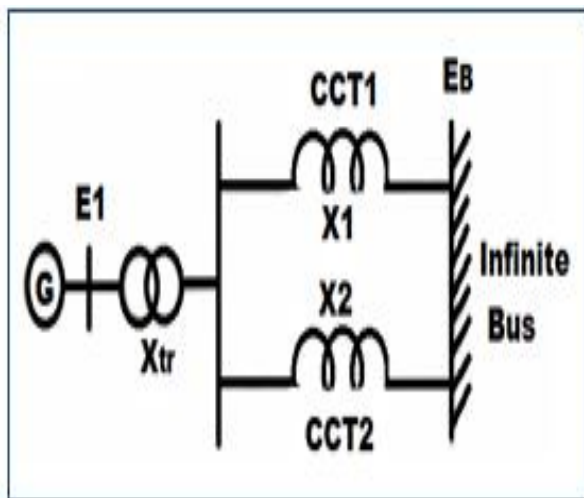 CCT1
EB
E1
X1
G
Xtr
X2
Infinite
Bus
CCT2